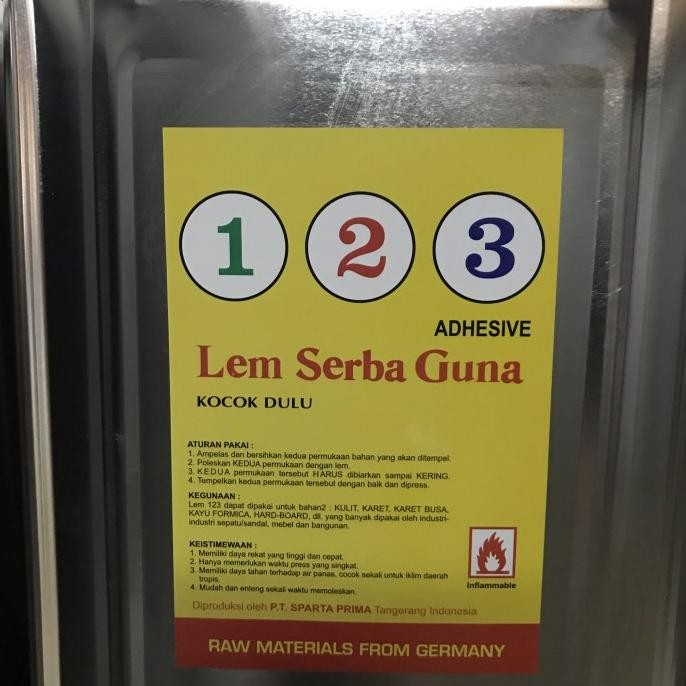 1 2 3
ADHESIVE
Lem Serba Guna
KOCOK DULU
ATURAN PAKAI :
1. Ampelas dan bersihkan kedua permukaan bahan yang akan ditempel.
2. Poleskan KEDUA permukaan dengan lem.
3. KEDUA permukaan tersebut HARUS dibiarkan sampai KERING.
4. Tempelkan kedua permukaan tersebut dengan baik dan dipress.
KEGUNAAN :
Lem 123 dapat dipakai untuk bahan2 : KULIT, KARET, KARET BUSA,
KAYU FORMICA, HARD-BOARD, dll. yang banyak dipakai oleh industri-
industri sepatu/sandal, mebel dan bangunan.
KEISTIMEWAAN :
1. Memiliki daya rekat yang tinggi dan cepat.
2. Hanya memerlukan waktu press yang singkat.
3. Memiliki daya tahan terhadap air panas, cocok sekali untuk iklim daerah
tropis.
4. Mudah dan enteng sekali waktu memoleskan.
Inflammable
Diproduksi oleh P.T. SPARTA PRIMA Tangerang Indonesia
RAW MATERIALS FROM GERMANY